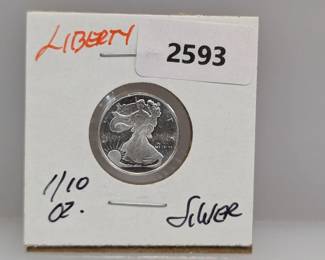 LIBERTY
2593
1/10
OZ.
SILVER